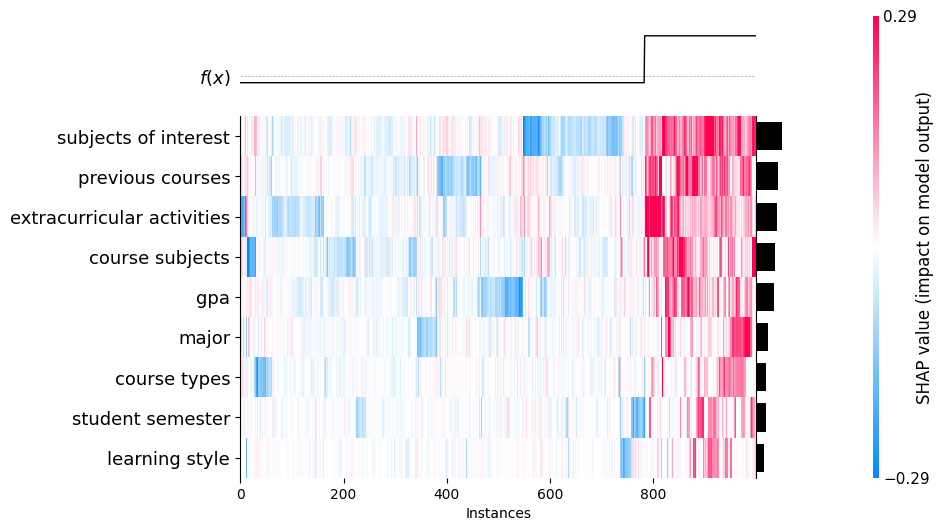 0.29
f(x)
subjects of interest
previous courses
extracurricular activities
course subjects
gpa
major
course types
student semester
learning style
SHAP value (impact on model output)
−0.29
0 200 400 600 800
Instances